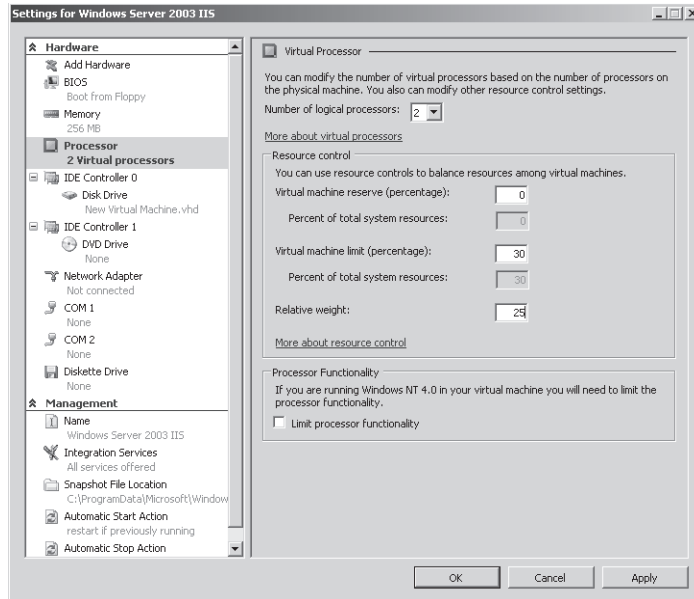 Settings for Windows Server 2003 IIS
Hardware
Add Hardware
BIOS
Boot from Floppy
Memory
256 MB
Processor
2 Virtual processors
IDE Controller 0
Disk Drive
New Virtual Machine.vhd
IDE Controller 1
DVD Drive
None
Network Adapter
Not connected
COM 1
None
COM 2
None
Diskette Drive
None
Management
Name
Windows Server 2003 IIS
Integration Services
All services offered
Snapshot File Location
C:\ProgramData\Microsoft\Window
Automatic Start Action
restart if previously running
Automatic Stop Action
Virtual Processor
You can modify the number of virtual processors based on the number of processors on
the physical machine. You also can modify other resource control settings.
Number of logical processors: 2
More about virtual processors
Resource control
You can use resource controls to balance resources among virtual machines.
Virtual machine reserve (percentage): 0
Percent of total system resources: 0
Virtual machine limit (percentage): 30
Percent of total system resources: 30
Relative weight: 25
More about resource control
Processor Functionality
If you are running Windows NT 4.0 in your virtual machine you will need to limit the
processor functionality.
Limit processor functionality
OK Cancel Apply